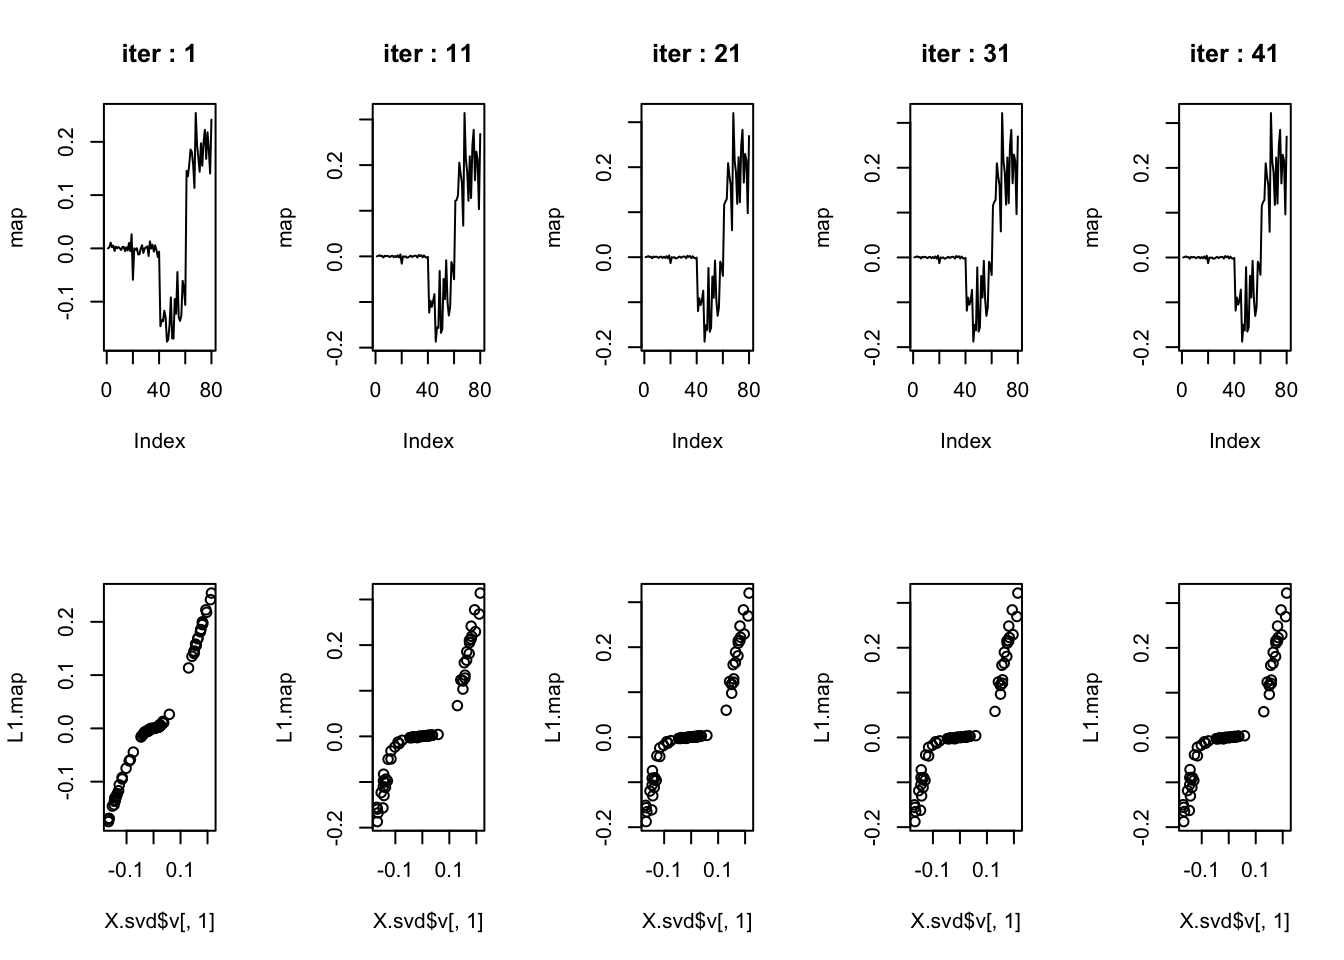 iter : 1
iter : 11
iter : 21
iter : 31
iter : 41
map
-0.1 0.0 0.1 0.2
0 40 80
Index
map
-0.2 0.0 0.2
0 40 80
Index
map
-0.2 0.0 0.2
0 40 80
Index
map
-0.2 0.0 0.2
0 40 80
Index
map
-0.2 0.0 0.2
0 40 80
Index
L1.map
-0.1 0.0 0.1 0.2
-0.1 0.1
X.svd$v[, 1]
L1.map
-0.2 0.0 0.2
-0.1 0.1
X.svd$v[, 1]
L1.map
-0.2 0.0 0.2
-0.1 0.1
X.svd$v[, 1]
L1.map
-0.2 0.0 0.2
-0.1 0.1
X.svd$v[, 1]
L1.map
-0.2 0.0 0.2
-0.1 0.1
X.svd$v[, 1]